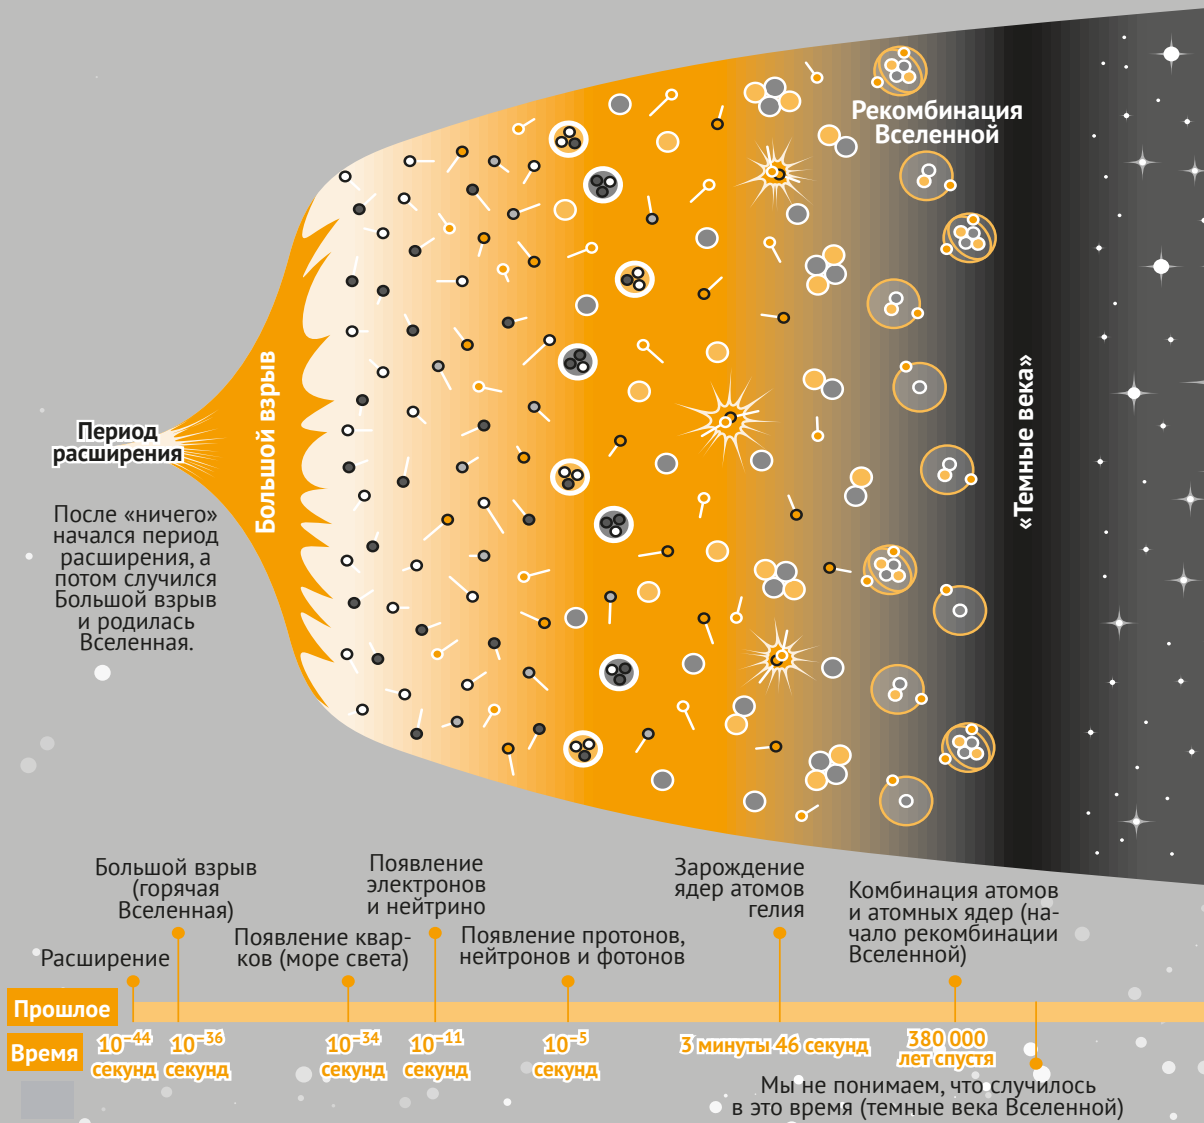 Рекомбинация
Вселенной
Большой взрыв
«Темные века»
Период
расширения
После «ничего»
начался период
расширения, а
потом случился
Большой взрыв
и родилась
Вселенная.
Большой взрыв
(горячая
Вселенная)
Появление
электронов
и нейтрино
Зарождение
ядер атомов
гелия
Комбинация атомов
и атомных ядер (на-
чало рекомбинации
Вселенной)
Расширение
Появление квар-
ков (море света)
Появление протонов,
нейтронов и фотонов
Прошлое
Время
10⁻⁴⁴
секунд
10⁻³⁶
секунд
10⁻³⁴
секунд
10⁻¹¹
секунд
10⁻⁵
секунд
3 минуты 46 секунд
380 000
лет спустя
Мы не понимаем, что случилось
в это время (темные века Вселенной)